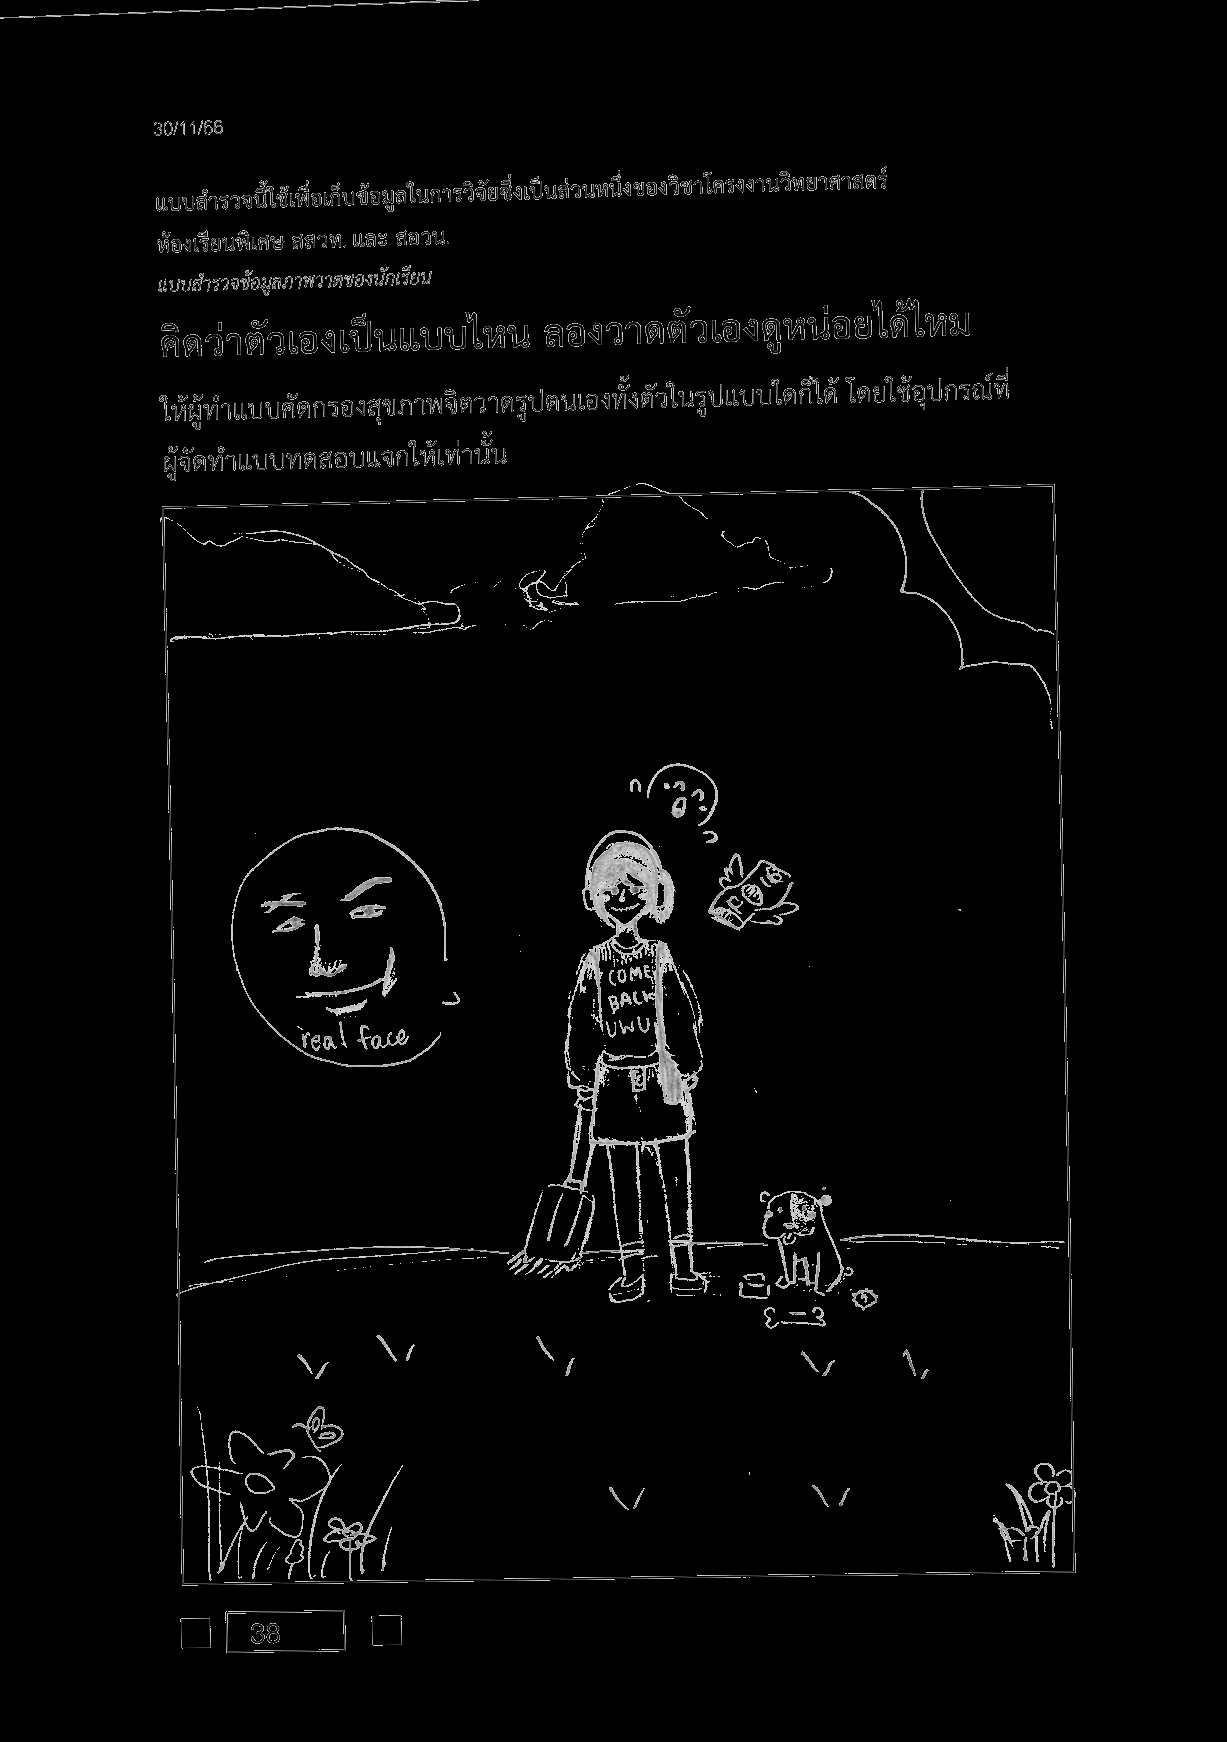 30/11/66
แบบสำรวจนี้ใช้เพื่อเก็บข้อมูลในการวิจัยซึ่งเป็นส่วนหนึ่งของวิชาโครงงานวิทยาศาสตร์
ห้องเรียนพิเศษ สสวท. และ สอวน.
แบบสำรวจข้อมูลภาพวาดของนักเรียน
คิดว่าตัวเองเป็นแบบไหน ลองวาดตัวเองดูหน่อยได้ไหม
ให้ผู้ทำแบบคัดกรองสุขภาพจิตวาดรูปตนเองทั้งตัวในรูปแบบใดก็ได้ โดยใช้อุปกรณ์ที่
ผู้จัดทำแบบทดสอบแจกให้เท่านั้น
COME
BACK
UWU
real face
38